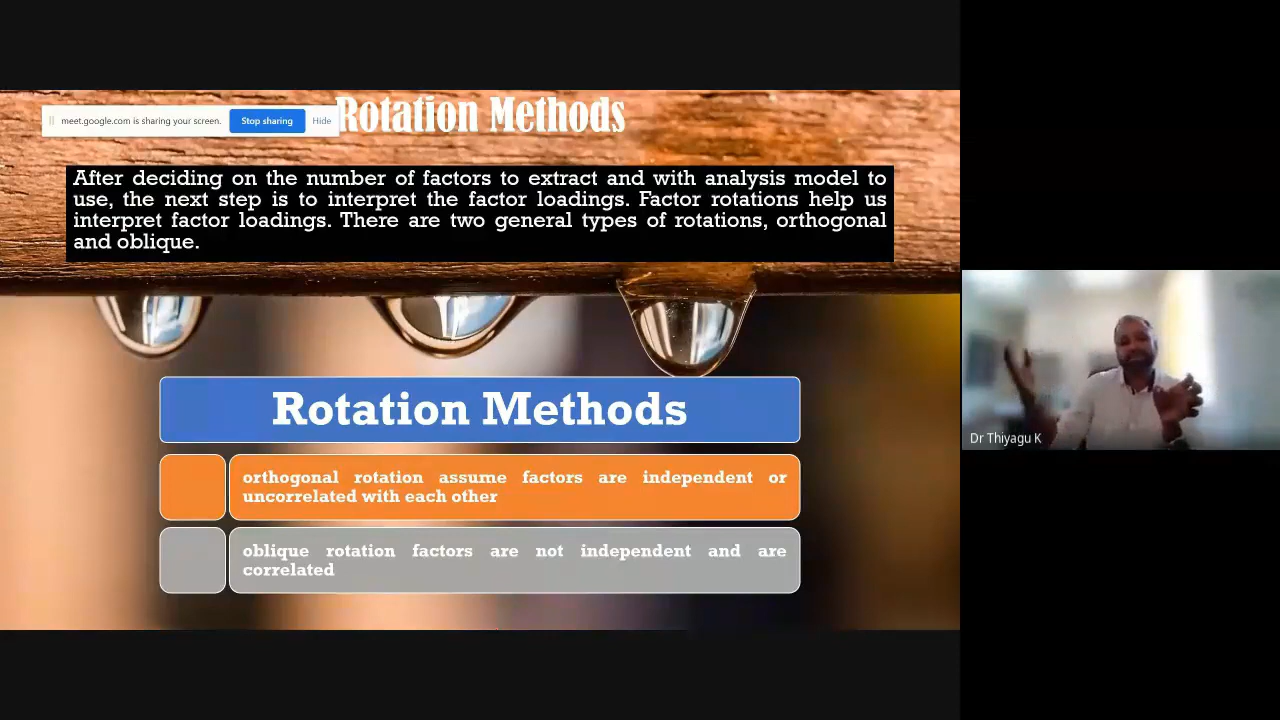 Rotation Methods
meet.google.com is sharing your screen. Stop sharing Hide
After deciding on the number of factors to extract and with analysis model to
use, the next step is to interpret the factor loadings. Factor rotations help us
interpret factor loadings. There are two general types of rotations, orthogonal
and oblique.
Rotation Methods
orthogonal rotation assume factors are independent or
uncorrelated with each other
oblique rotation factors are not independent and are
correlated
Dr Thiyagu K